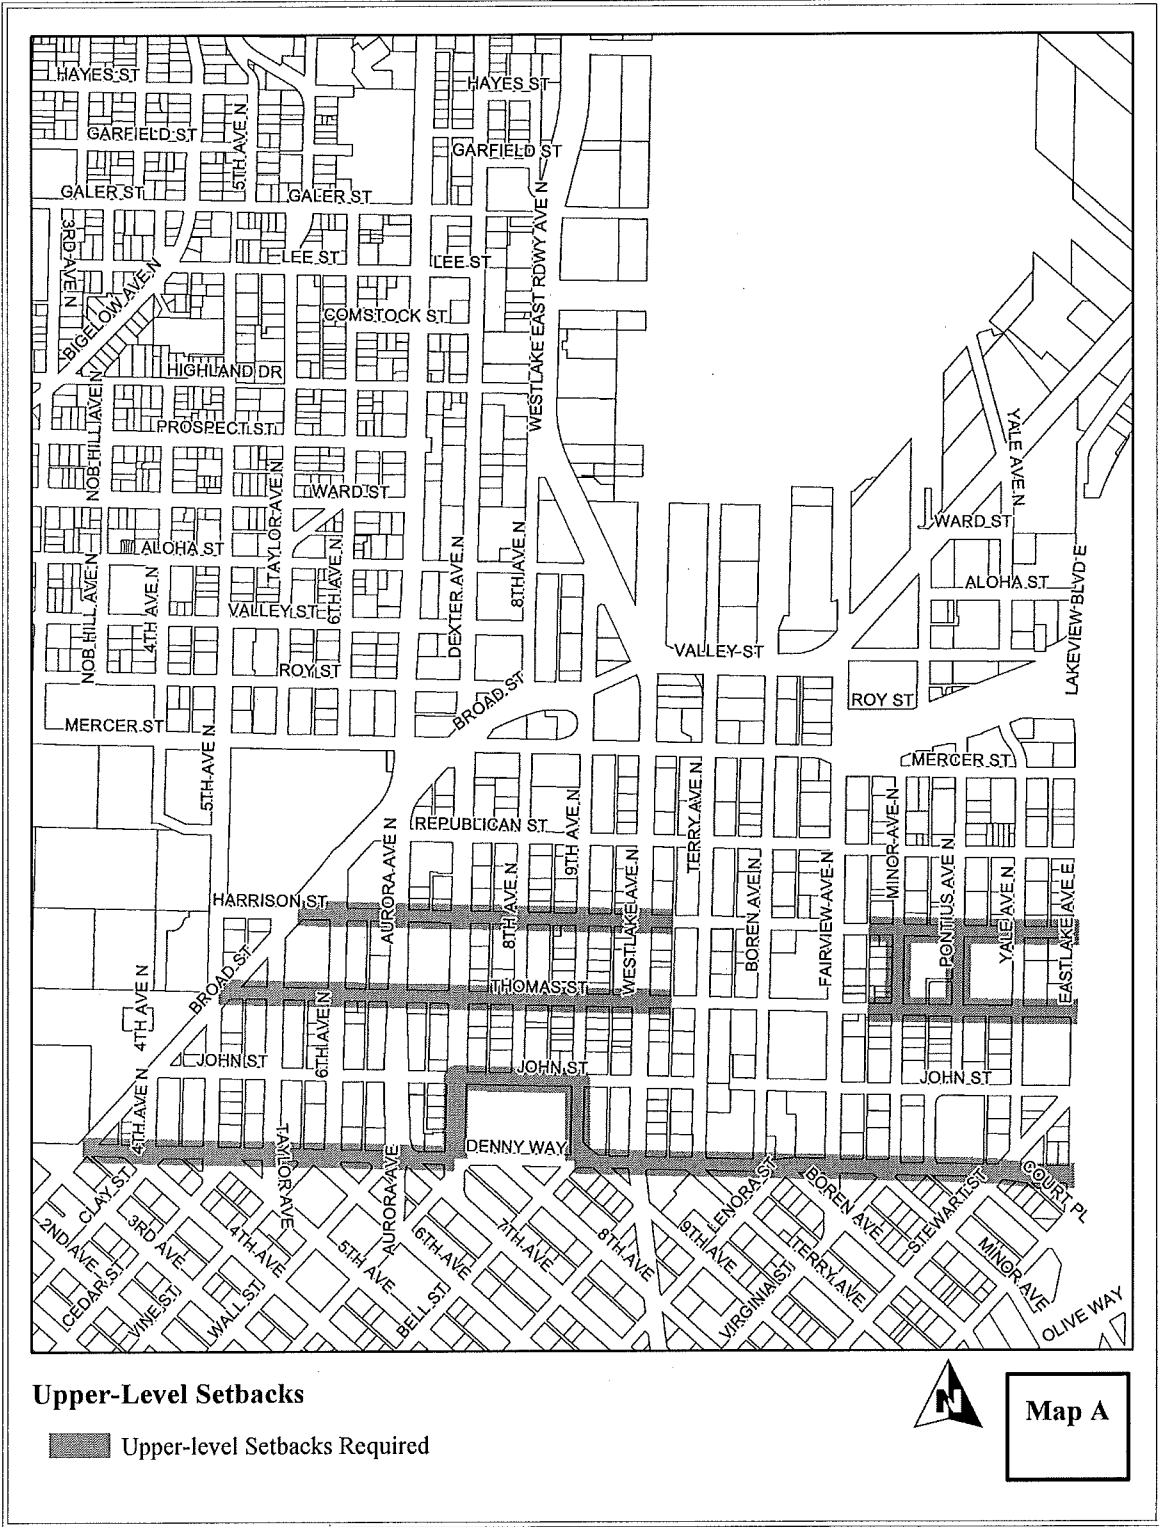 HAYES ST
HAYES ST
5TH AVE N
GARFIELD ST
GARFIELD ST
GALER ST
GALER ST
3RD AVE N
WESTLAKE EAST RDWY AVE N
LEE ST
LEE ST
BIGELOW AVE N
COMSTOCK ST
HIGHLAND DR
NOB HILL AVE N
PROSPECT ST
YALE AVE N
TAYLOR AVE N
WARD ST
WARD ST
ALOHA ST
6TH AVE N
DEXTER AVE N
8TH AVE N
ALOHA ST
LAKEVIEW BLVD E
NOB HILL AVE N
4TH AVE N
VALLEY ST
VALLEY ST
ROY ST
BROAD ST
ROY ST
MERCER ST
5TH AVE N
MERCER ST
REPUBLICAN ST
9TH AVE N
TERRY AVE N
MINOR AVE N
AURORA AVE N
8TH AVE N
WESTLAKE AVE N
BOREN AVE N
FAIRVIEW AVE N
PONTIUS AVE N
YALE AVE N
EASTLAKE AVE E
HARRISON ST
BROAD ST
THOMAS ST
4TH AVE N
6TH AVE N
JOHN ST
JOHN ST
JOHN ST
4TH AVE N
DENNY WAY
TAYLOR AVE
AURORA AVE
CLAY ST
2ND AVE
3RD AVE
4TH AVE
5TH AVE
6TH AVE
7TH AVE
8TH AVE
9TH AVE
LENORA ST
BOREN AVE
STEWART ST
COURT PL
CEDAR ST
VINE ST
WALL ST
BELL ST
VIRGINIA ST
TERRY AVE
MINOR AVE
OLIVE WAY
Upper-Level Setbacks
Upper-level Setbacks Required
N
Map A